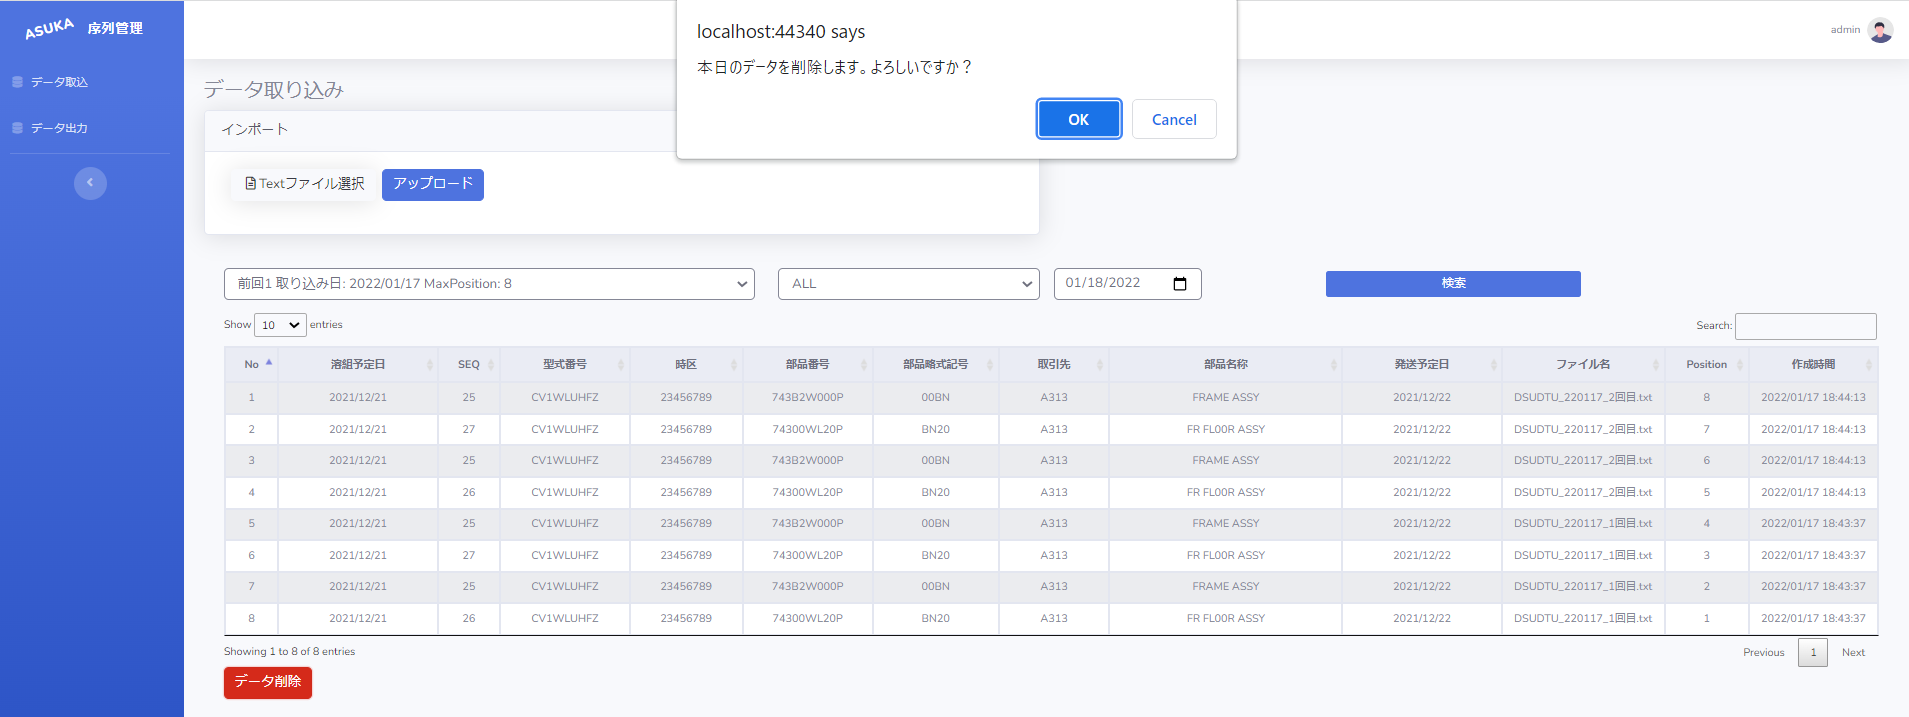 ASUKA 序列管理
データ取込
データ出力
localhost:44340 says
本日のデータを削除します。よろしいですか？
OK Cancel
admin
データ取り込み
インポート
Textファイル選択 アップロード
前回1 取り込み日: 2022/01/17 MaxPosition: 8 ALL 01/18/2022 検索
Show 10 entries Search:
No 溶組予定日 SEQ 型式番号 時区 部品番号 部品略式記号 取引先 部品名称 発送予定日 ファイル名 Position 作成時間
1 2021/12/21 25 CV1WLUHFZ 23456789 743B2W000P 00BN A313 FRAME ASSY 2021/12/22 DSUDTU_220117_2回目.txt 8 2022/01/17 18:44:13
2 2021/12/21 27 CV1WLUHFZ 23456789 74300WL20P BN20 A313 FR FL00R ASSY 2021/12/22 DSUDTU_220117_2回目.txt 7 2022/01/17 18:44:13
3 2021/12/21 25 CV1WLUHFZ 23456789 743B2W000P 00BN A313 FRAME ASSY 2021/12/22 DSUDTU_220117_2回目.txt 6 2022/01/17 18:44:13
4 2021/12/21 26 CV1WLUHFZ 23456789 74300WL20P BN20 A313 FR FL00R ASSY 2021/12/22 DSUDTU_220117_2回目.txt 5 2022/01/17 18:44:13
5 2021/12/21 25 CV1WLUHFZ 23456789 743B2W000P 00BN A313 FRAME ASSY 2021/12/22 DSUDTU_220117_1回目.txt 4 2022/01/17 18:43:37
6 2021/12/21 27 CV1WLUHFZ 23456789 74300WL20P BN20 A313 FR FL00R ASSY 2021/12/22 DSUDTU_220117_1回目.txt 3 2022/01/17 18:43:37
7 2021/12/21 25 CV1WLUHFZ 23456789 743B2W000P 00BN A313 FRAME ASSY 2021/12/22 DSUDTU_220117_1回目.txt 2 2022/01/17 18:43:37
8 2021/12/21 26 CV1WLUHFZ 23456789 74300WL20P BN20 A313 FR FL00R ASSY 2021/12/22 DSUDTU_220117_1回目.txt 1 2022/01/17 18:43:37
Showing 1 to 8 of 8 entries Previous 1 Next
データ削除